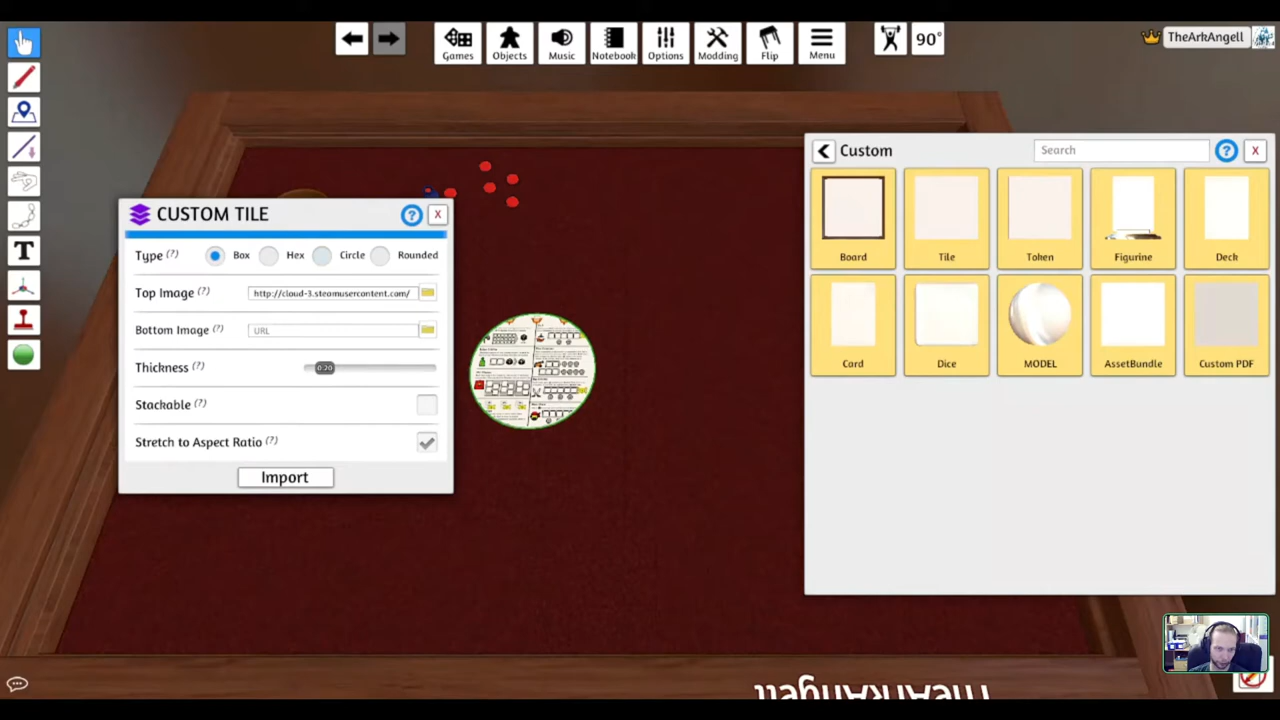 Games
Objects
Music
Notebook
Options
Modding
Flip
Menu
90°
TheArkAngell
Custom
Search
?
X
Board
Tile
Token
Figurine
Deck
Card
Dice
MODEL
AssetBundle
Custom PDF
CUSTOM TILE
?
X
Type (?)
Box
Hex
Circle
Rounded
Top Image (?)
http://cloud-3.steamusercontent.com/
Bottom Image (?)
URL
Thickness (?)
0.20
Stackable (?)
Stretch to Aspect Ratio (?)
Import
T
TheArkAngell